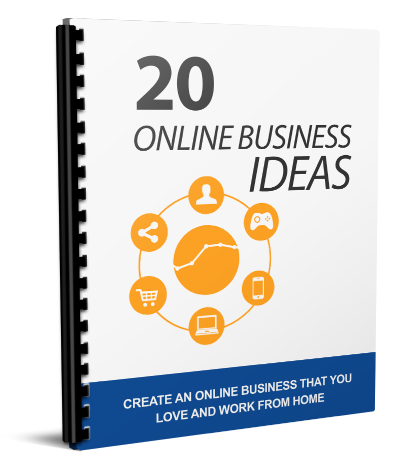 20
ONLINE BUSINESS
IDEAS
CREATE AN ONLINE BUSINESS THAT YOU
LOVE AND WORK FROM HOME